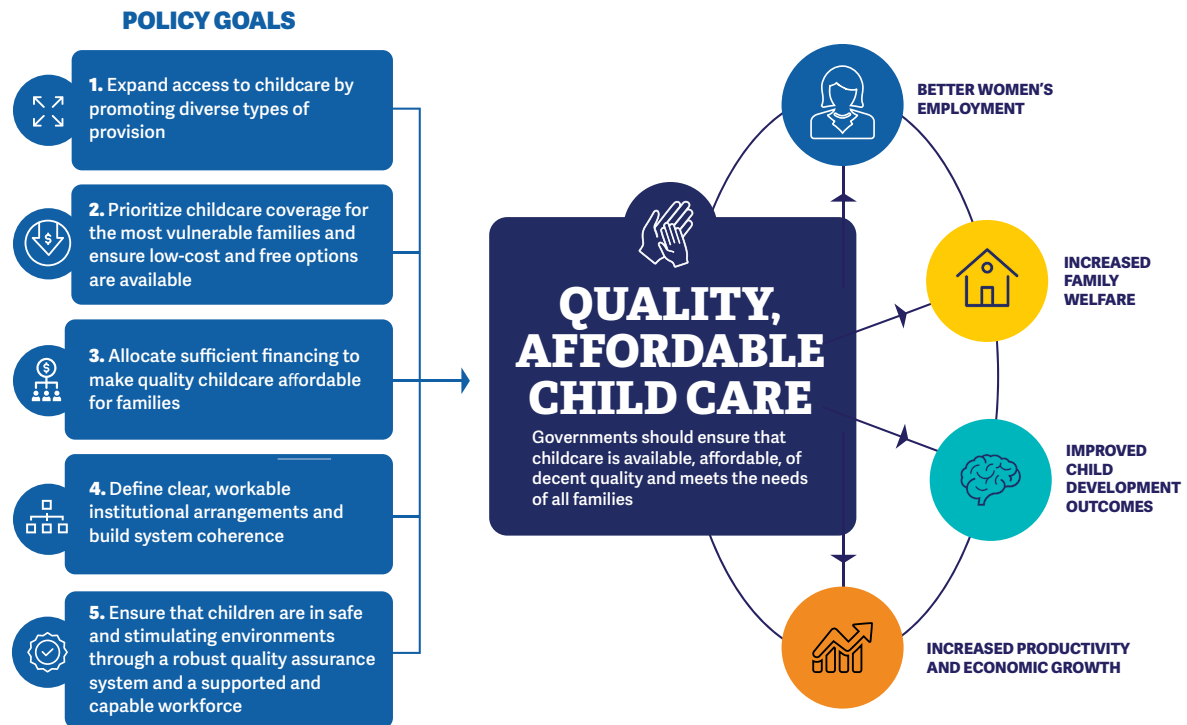 POLICY GOALS
1. Expand access to childcare by
promoting diverse types of
provision
2. Prioritize childcare coverage for
the most vulnerable families and
ensure low-cost and free options
are available
3. Allocate sufficient financing to
make quality childcare affordable
for families
4. Define clear, workable
institutional arrangements and
build system coherence
5. Ensure that children are in safe
and stimulating environments
through a robust quality assurance
system and a supported and
capable workforce
QUALITY,
AFFORDABLE
CHILD CARE
Governments should ensure that
childcare is available, affordable, of
decent quality and meets the needs
of all families
BETTER WOMEN'S
EMPLOYMENT
INCREASED
FAMILY
WELFARE
IMPROVED
CHILD
DEVELOPMENT
OUTCOMES
INCREASED PRODUCTIVITY
AND ECONOMIC GROWTH